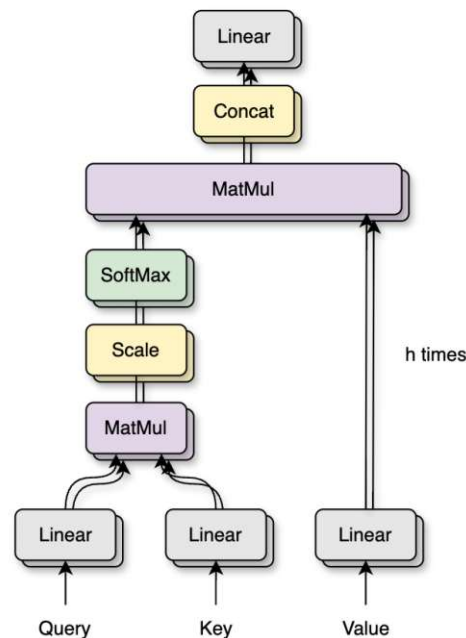 Linear
Concat
MatMul
SoftMax
Scale
h times
MatMul
Linear Linear Linear
Query Key Value